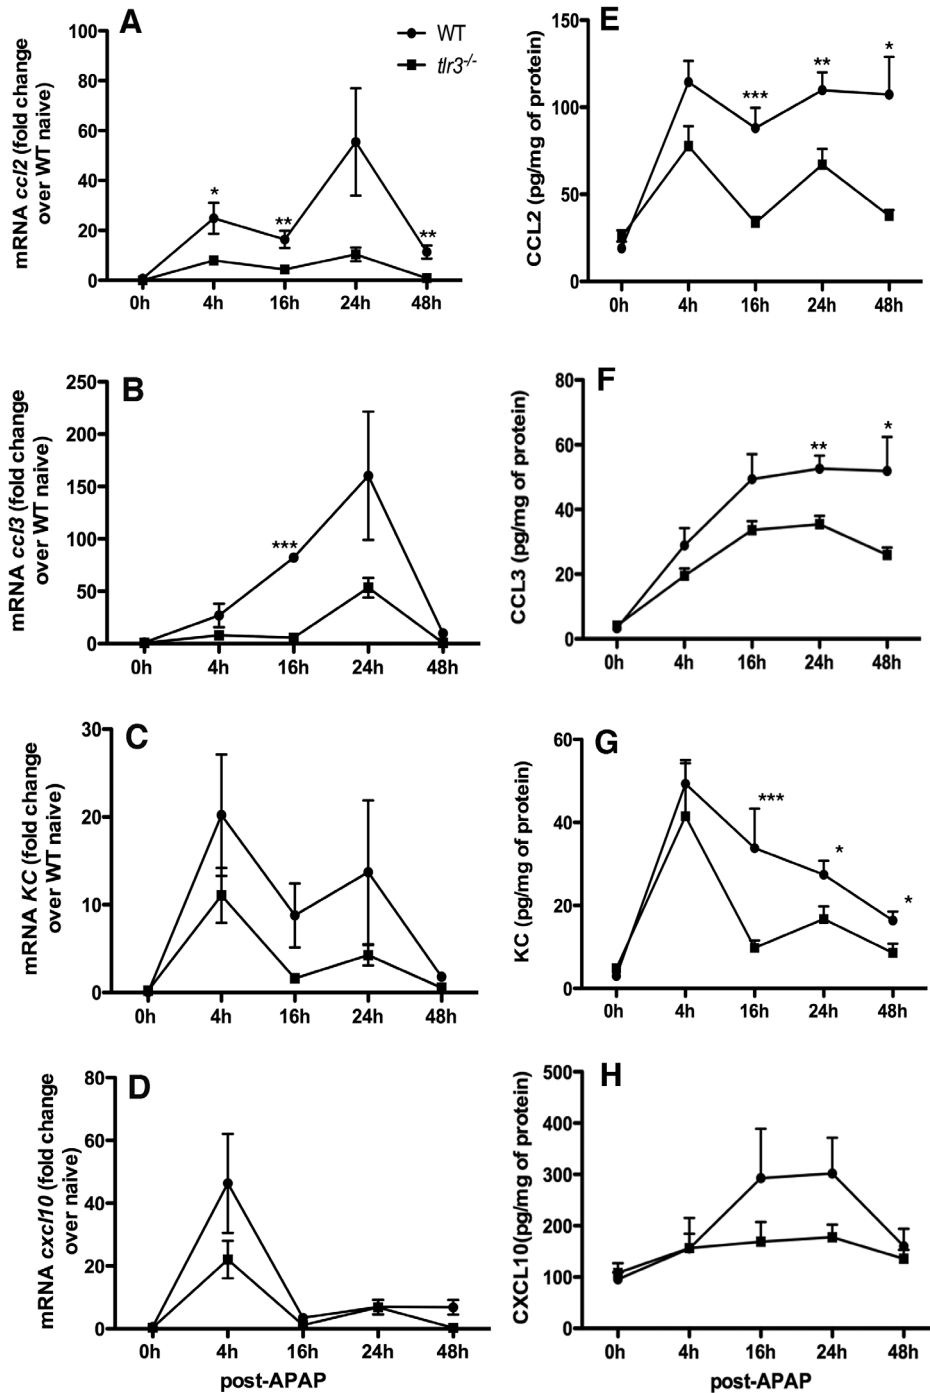 A
WT
tlr3-/-
mRNA ccl2 (fold change
over WT naive)
100
80
60
40
20
0
*
**
**
0h 4h 16h 24h 48h
E
CCL2 (pg/mg of protein)
150
100
50
0
***
**
*
0h 4h 16h 24h 48h
B
mRNA ccl3 (fold change
over WT naive)
250
200
150
100
50
0
***
0h 4h 16h 24h 48h
F
CCL3 (pg/mg of protein)
80
60
40
20
0
**
*
0h 4h 16h 24h 48h
C
mRNA KC (fold change
over WT naive)
30
20
10
0
0h 4h 16h 24h 48h
G
KC (pg/mg of protein)
60
40
20
0
***
*
*
0h 4h 16h 24h 48h
D
mRNA cxcl10 (fold change
over naive)
80
60
40
20
0
0h 4h 16h 24h 48h
post-APAP
H
CXCL10(pg/mg of protein)
500
400
300
200
100
0
0h 4h 16h 24h 48h
post-APAP